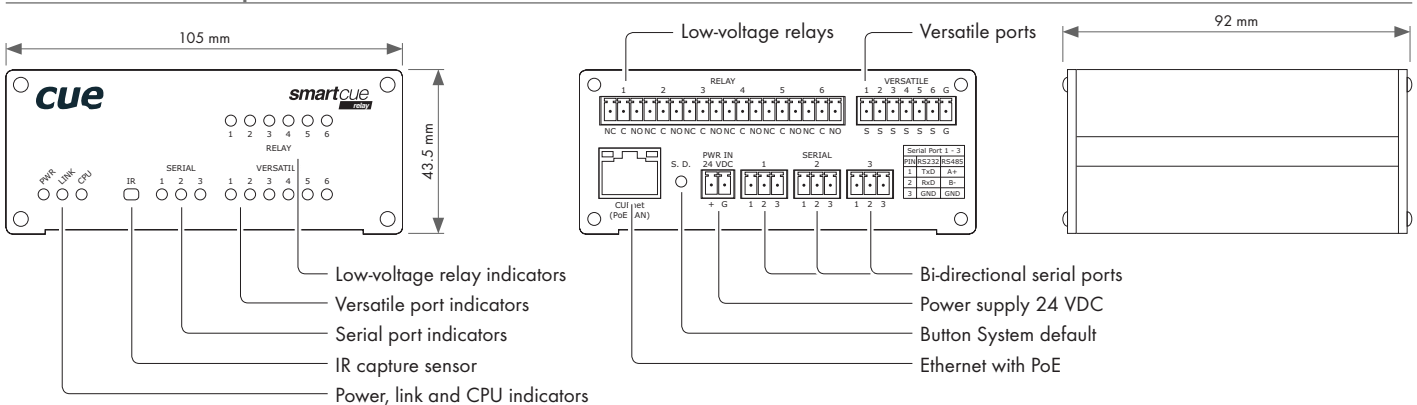 105 mm
Low-voltage relays
Versatile ports
92 mm
cue
smartcue
relay
1 2 3 4 5 6
RELAY
43.5 mm
PWR LINK CPU
IR
SERIAL
1 2 3
VERSATIL
1 2 3 4 5 6
RELAY
1 2 3 4 5 6
NC C NO NC C NO NC C NO NC C NO NC C NO NC C NO
VERSATILE
1 2 3 4 5 6 G
S S S S S S G
CUEnet
(PoE LAN)
S. D.
PWR IN
24 VDC
+ G
SERIAL
1 2 3
1 2 3 1 2 3 1 2 3
Serial Port 1 - 3
PIN RS232 RS485
1 TxD A+
2 RxD B-
3 GND GND
Low-voltage relay indicators
Versatile port indicators
Serial port indicators
IR capture sensor
Power, link and CPU indicators
Bi-directional serial ports
Power supply 24 VDC
Button System default
Ethernet with PoE